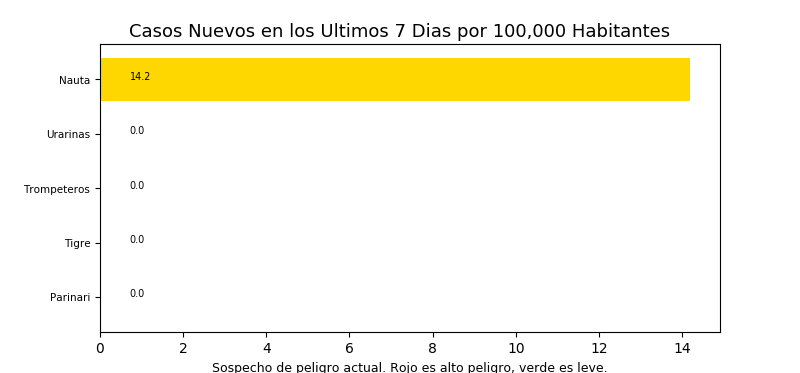 Casos Nuevos en los Ultimos 7 Dias por 100,000 Habitantes
Nauta 14.2
Urarinas 0.0
Trompeteros 0.0
Tigre 0.0
Parinari 0.0
0 2 4 6 8 10 12 14
Sospecho de peligro actual. Rojo es alto peligro, verde es leve.